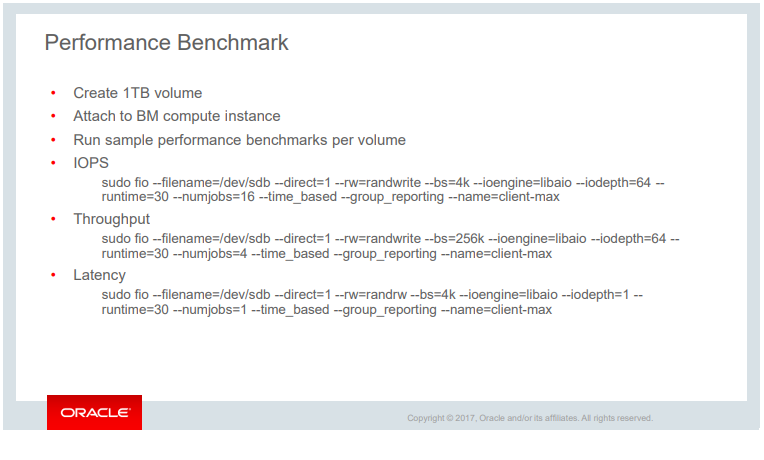 Performance Benchmark
• Create 1TB volume
• Attach to BM compute instance
• Run sample performance benchmarks per volume
• IOPS
sudo fio --filename=/dev/sdb --direct=1 --rw=randwrite --bs=4k --ioengine=libaio --iodepth=64 --
runtime=30 --numjobs=16 --time_based --group_reporting --name=client-max
• Throughput
sudo fio --filename=/dev/sdb --direct=1 --rw=randwrite --bs=256k --ioengine=libaio --iodepth=64 --
runtime=30 --numjobs=4 --time_based --group_reporting --name=client-max
• Latency
sudo fio --filename=/dev/sdb --direct=1 --rw=randrw --bs=4k --ioengine=libaio --iodepth=1 --
runtime=30 --numjobs=1 --time_based --group_reporting --name=client-max
ORACLE
Copyright © 2017, Oracle and/or its affiliates. All rights reserved.